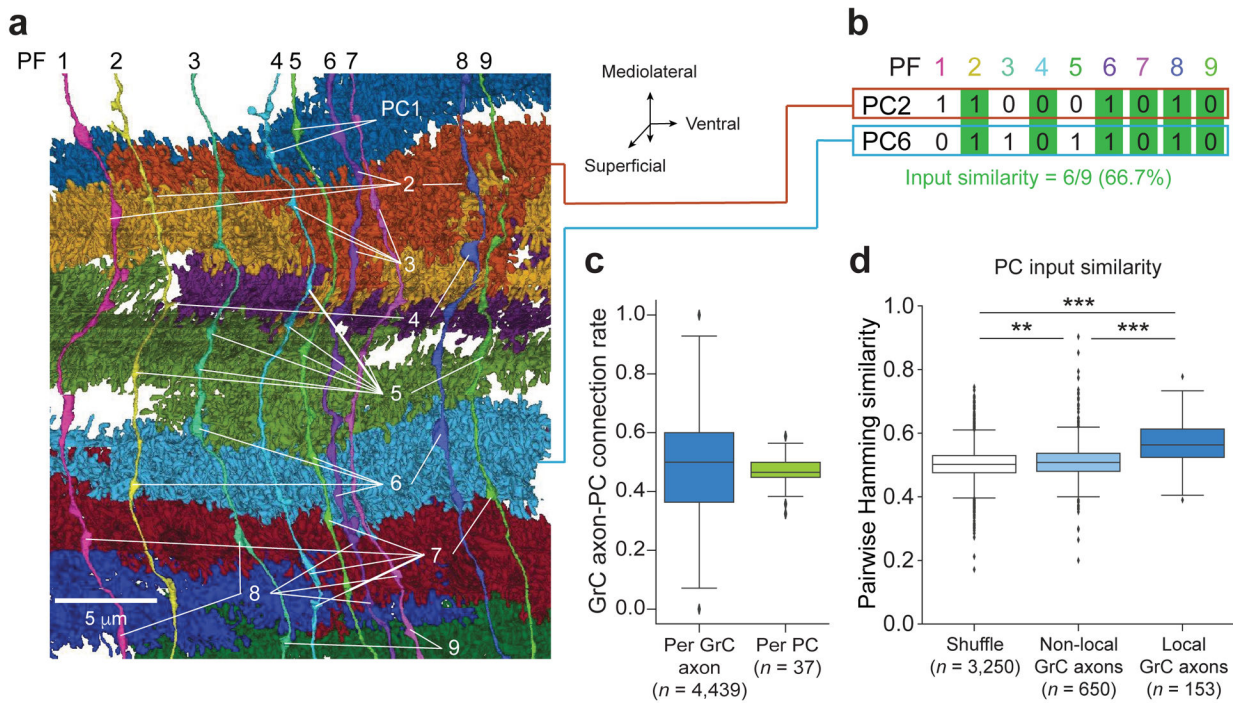 a
PF 1 2 3 4 5 6 7 8 9
PC1
2
3
4
5
6
7
8
9
5 μm
Mediolateral
Ventral
Superficial
b
PF 1 2 3 4 5 6 7 8 9
PC2 1 1 0 0 0 1 0 1 0
PC6 0 1 1 0 1 1 0 1 0
Input similarity = 6/9 (66.7%)
c
GrC axon-PC connection rate
1.0
0.8
0.6
0.4
0.2
0.0
Per GrC
axon
(n = 4,439)
Per PC
(n = 37)
d
PC input similarity
Pairwise Hamming similarity
1.0
0.8
0.6
0.4
0.2
0.0
***
** ***
Shuffle
(n = 3,250)
Non-local
GrC axons
(n = 650)
Local
GrC axons
(n = 153)